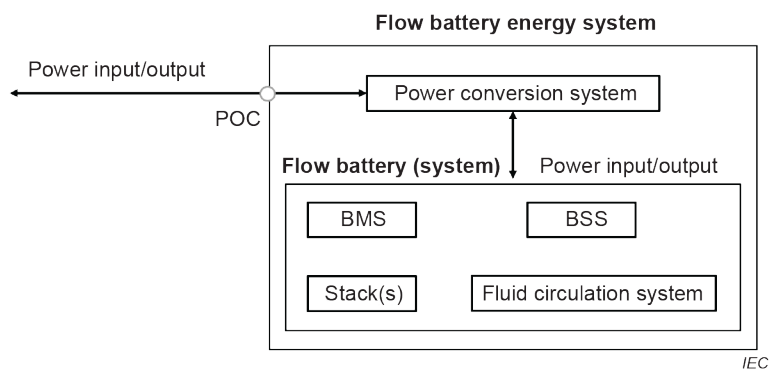 Flow battery energy system
Power input/output
Power conversion system
POC
Flow battery (system)
Power input/output
BMS
BSS
Stack(s)
Fluid circulation system
IEC